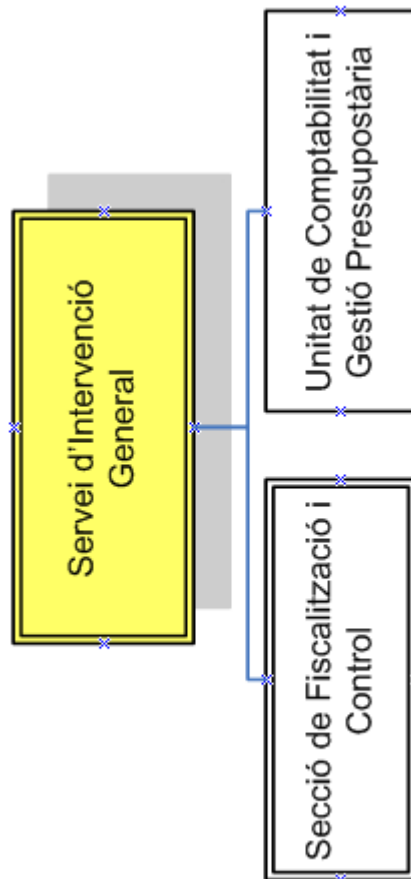 Servei d'Intervenció
General
Secció de Fiscalització i
Control
Unitat de Comptabilitat i
Gestió Pressupostària